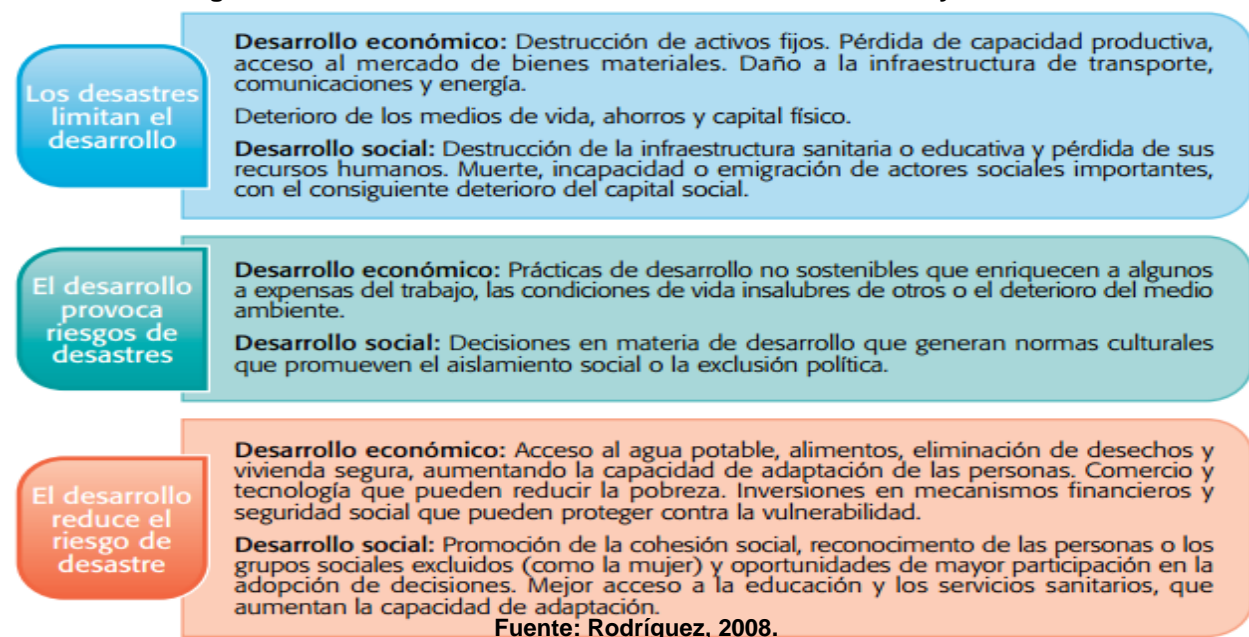 Los desastres
limitan el
desarrollo
Desarrollo económico: Destrucción de activos fijos. Pérdida de capacidad productiva,
acceso al mercado de bienes materiales. Daño a la infraestructura de transporte,
comunicaciones y energía.
Deterioro de los medios de vida, ahorros y capital físico.
Desarrollo social: Destrucción de la infraestructura sanitaria o educativa y pérdida de sus
recursos humanos. Muerte, incapacidad o emigración de actores sociales importantes,
con el consiguiente deterioro del capital social.
El desarrollo
provoca
riesgos de
desastres
Desarrollo económico: Prácticas de desarrollo no sostenibles que enriquecen a algunos
a expensas del trabajo, las condiciones de vida insalubres de otros o el deterioro del medio
ambiente.
Desarrollo social: Decisiones en materia de desarrollo que generan normas culturales
que promueven el aislamiento social o la exclusión política.
El desarrollo
reduce el
riesgo de
desastre
Desarrollo económico: Acceso al agua potable, alimentos, eliminación de desechos y
vivienda segura, aumentando la capacidad de adaptación de las personas. Comercio y
tecnología que pueden reducir la pobreza. Inversiones en mecanismos financieros y
seguridad social que pueden proteger contra la vulnerabilidad.
Desarrollo social: Promoción de la cohesión social, reconocimento de las personas o los
grupos sociales excluidos (como la mujer) y oportunidades de mayor participación en la
adopción de decisiones. Mejor acceso a la educación y los servicios sanitarios, que
aumentan la capacidad de adaptación.
Fuente: Rodríguez, 2008.